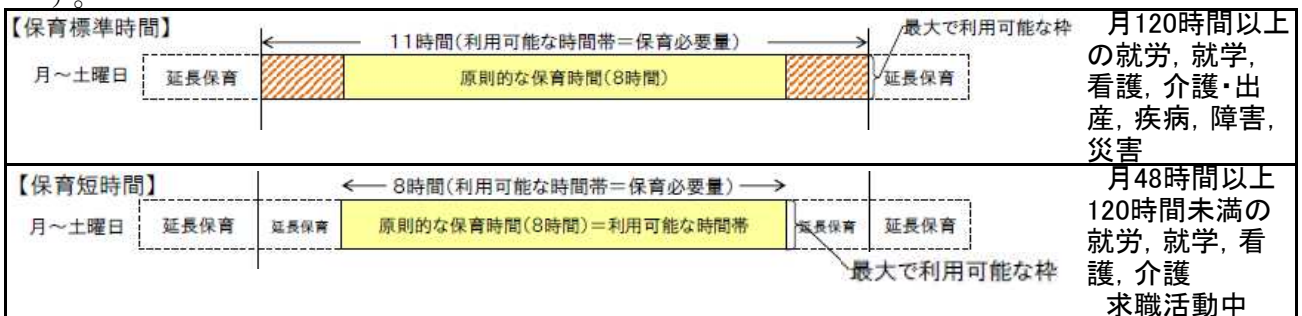 す。
【保育標準時間】
11時間(利用可能な時間帯＝保育必要量)
最大で利用可能な枠
月～土曜日
延長保育
原則的な保育時間(8時間)
延長保育
月120時間以上
の就労, 就学,
看護, 介護・出
産, 疾病, 障害,
災害
【保育短時間】
8時間(利用可能な時間帯＝保育必要量)
月～土曜日
延長保育
延長保育
原則的な保育時間(8時間)＝利用可能な時間帯
延長保育
延長保育
最大で利用可能な枠
月48時間以上
120時間未満の
就労, 就学, 看
護, 介護
求職活動中